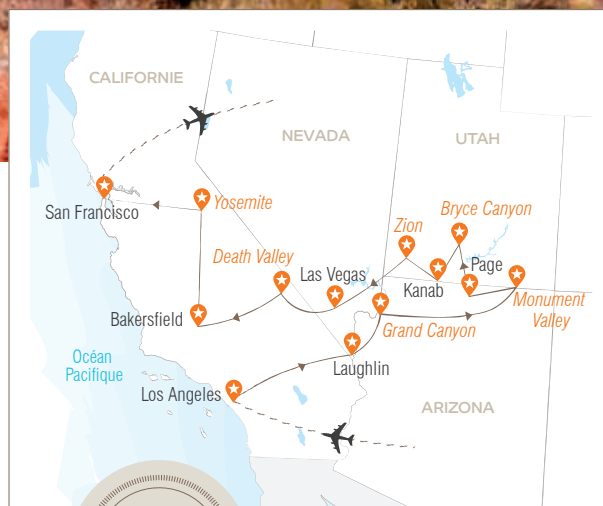 CALIFORNIE
NEVADA
UTAH
San Francisco
Yosemite
Bryce Canyon
Zion
Death Valley
Las Vegas
Page
Kanab
Monument
Valley
Bakersfield
Grand Canyon
Océan
Pacifique
Laughlin
Los Angeles
ARIZONA